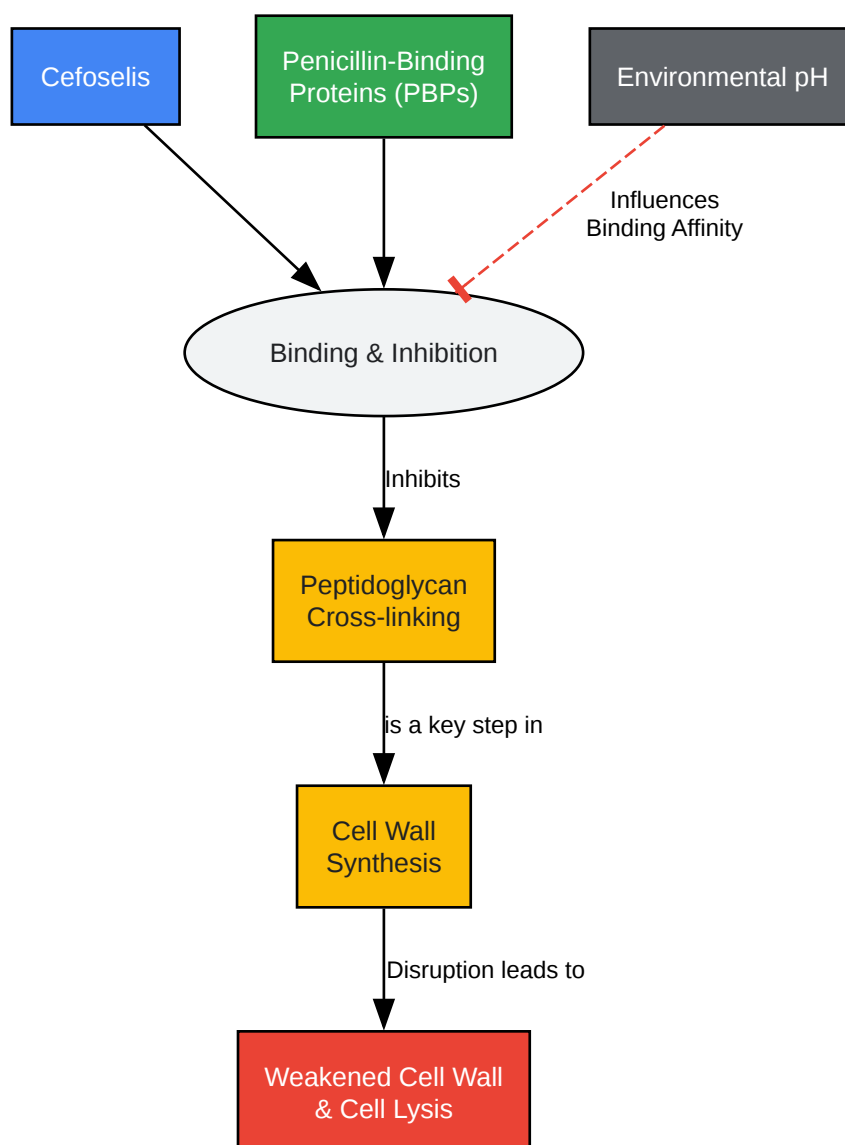 Cefoselis
Penicillin-Binding
Proteins (PBPs)
Environmental pH
Influences
Binding Affinity
Binding & Inhibition
Inhibits
Peptidoglycan
Cross-linking
is a key step in
Cell Wall
Synthesis
Disruption leads to
Weakened Cell Wall
& Cell Lysis